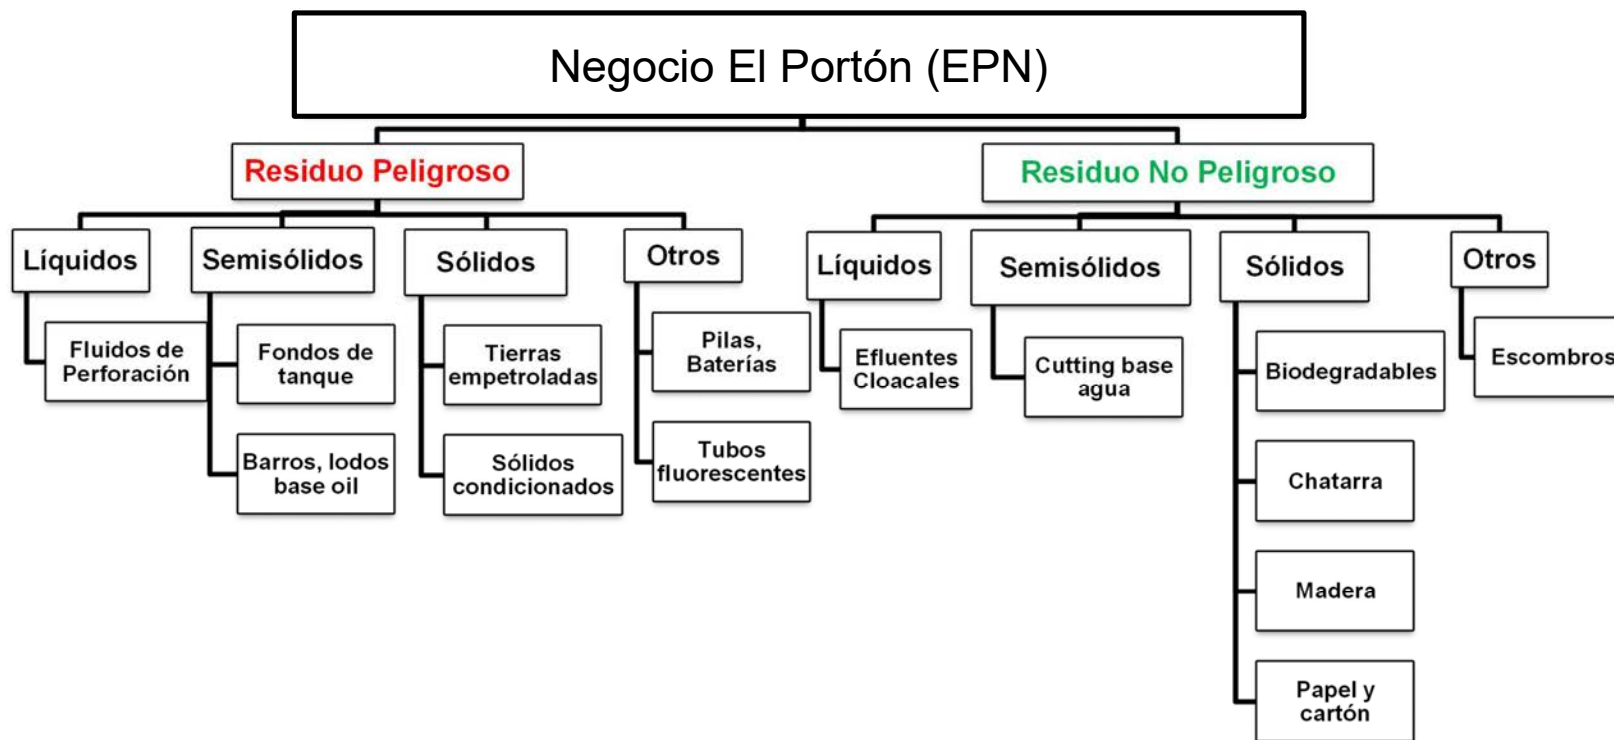 Negocio El Portón (EPN)
Residuo Peligroso
Residuo No Peligroso
Líquidos
Semisólidos
Sólidos
Otros
Líquidos
Semisólidos
Sólidos
Otros
Fluidos de
Perforación
Fondos de
tanque
Barros, lodos
base oil
Tierras
empetroladas
Sólidos
condicionados
Pilas,
Baterías
Tubos
fluorescentes
Efluentes
Cloacales
Cutting base
agua
Biodegradables
Chatarra
Madera
Papel y
cartón
Escombros